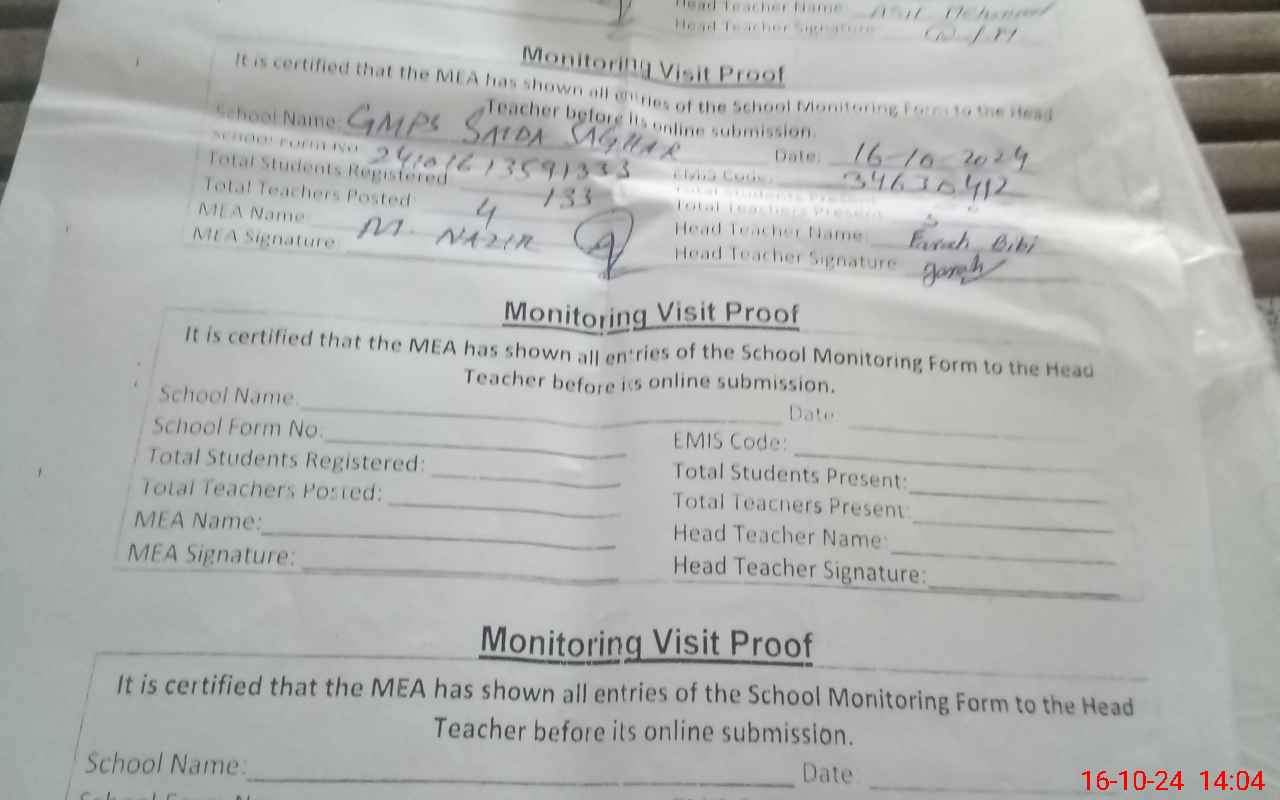 Head Teacher Name
Head Teacher Signature
Monitoring Visit Proof
It is certified that the MEA has shown all entries of the School Monitoring Form to the Head
Teacher before its online submission.
School Name: GMPS SAIDA SAGHAR Date: 16-10-2024
School Form No. EMIS Code: 34630412
Total Students Registered 133 Total Students Present
Total Teachers Posted 4 Total Teachers Present 3
MEA Name M. NAZIR Head Teacher Name: Farah Bibi
MEA Signature Head Teacher Signature
Monitoring Visit Proof
It is certified that the MEA has shown all entries of the School Monitoring Form to the Head
Teacher before its online submission.
School Name: Date
School Form No. EMIS Code:
Total Students Registered: Total Students Present:
Total Teachers Posted: Total Teachers Present:
MEA Name: Head Teacher Name:
MEA Signature: Head Teacher Signature:
Monitoring Visit Proof
It is certified that the MEA has shown all entries of the School Monitoring Form to the Head
Teacher before its online submission.
School Name: Date
16-10-24 14:04